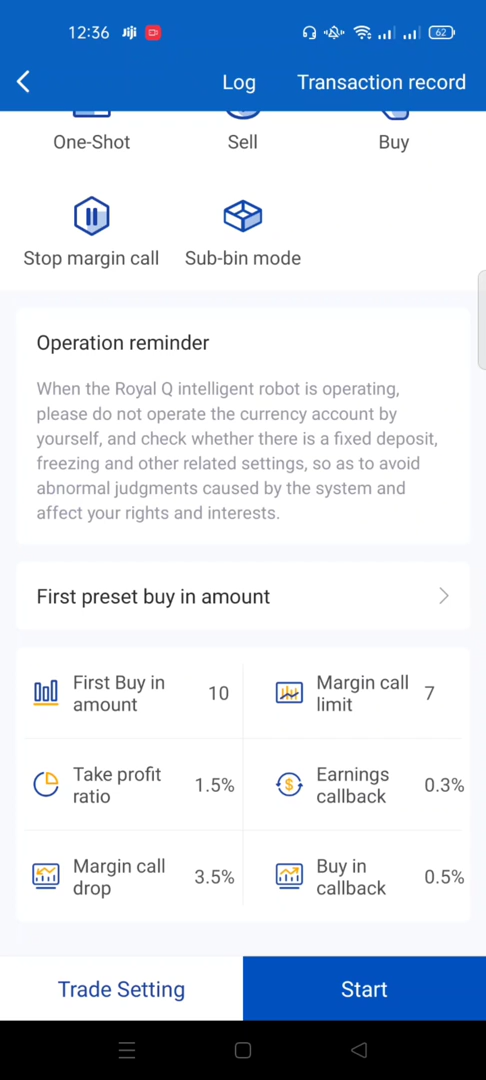 12:36 Jiji 62
Log Transaction record
One-Shot Sell Buy
Stop margin call Sub-bin mode
Operation reminder
When the Royal Q intelligent robot is operating,
please do not operate the currency account by
yourself, and check whether there is a fixed deposit,
freezing and other related settings, so as to avoid
abnormal judgments caused by the system and
affect your rights and interests.
First preset buy in amount
First Buy in
amount
10
Margin call
limit
7
Take profit
ratio
1.5%
Earnings
callback
0.3%
Margin call
drop
3.5%
Buy in
callback
0.5%
Trade Setting Start